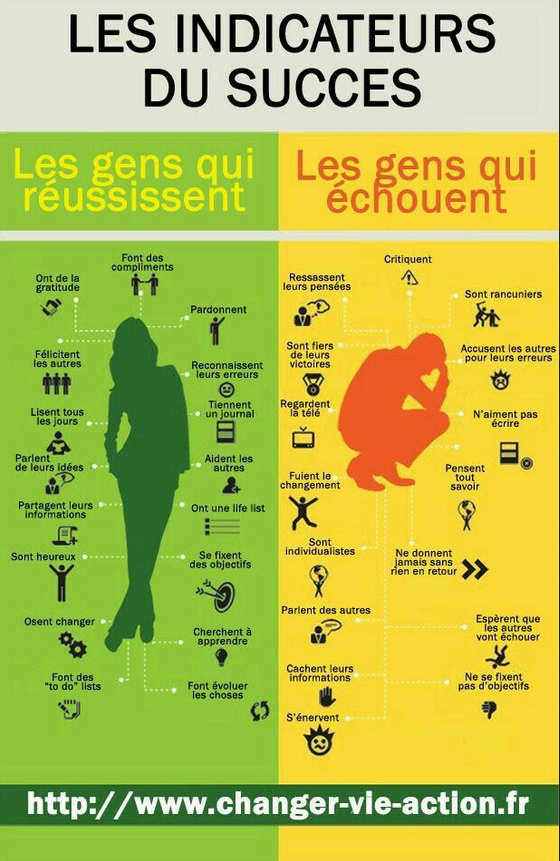 LES INDICATEURS
DU SUCCES
Les gens qui
réussissent
Les gens qui
échouent
Font des
compliments
Ont de la
gratitude
Pardonnent
Félicitent
les autres
Reconnaissent
leurs erreurs
Lisent tous
les jours
Tiennent
un journal
Parlent
de leurs idées
Aident les
autres
Partagent leurs
informations
Ont une life list
Sont heureux
Se fixent
des objectifs
Osent changer
Cherchent à
apprendre
Font des
“to do” lists
Font évoluer
les choses
Critiquent
Ressassent
leurs pensées
Sont rancuniers
Sont fiers
de leurs
victoires
Accusent les autres
pour leurs erreurs
Regardent
la télé
N'aiment pas
écrire
Fuient le
changement
Pensent
tout
savoir
Sont
individualistes
Ne donnent
jamais sans
rien en retour
Parlent des autres
Espèrent que
les autres
vont échouer
Cachent leurs
informations
Ne se fixent
pas d'objectifs
S'énervent
http://www.changer-vie-action.fr